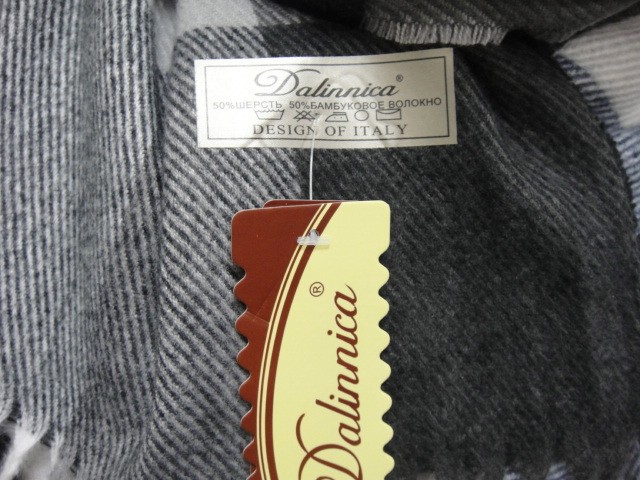 Dalinnica®
50%ШЕРСТЬ 50%БАМБУКОВОЕ ВОЛОКНО
DESIGN OF ITALY
Dalinnica®